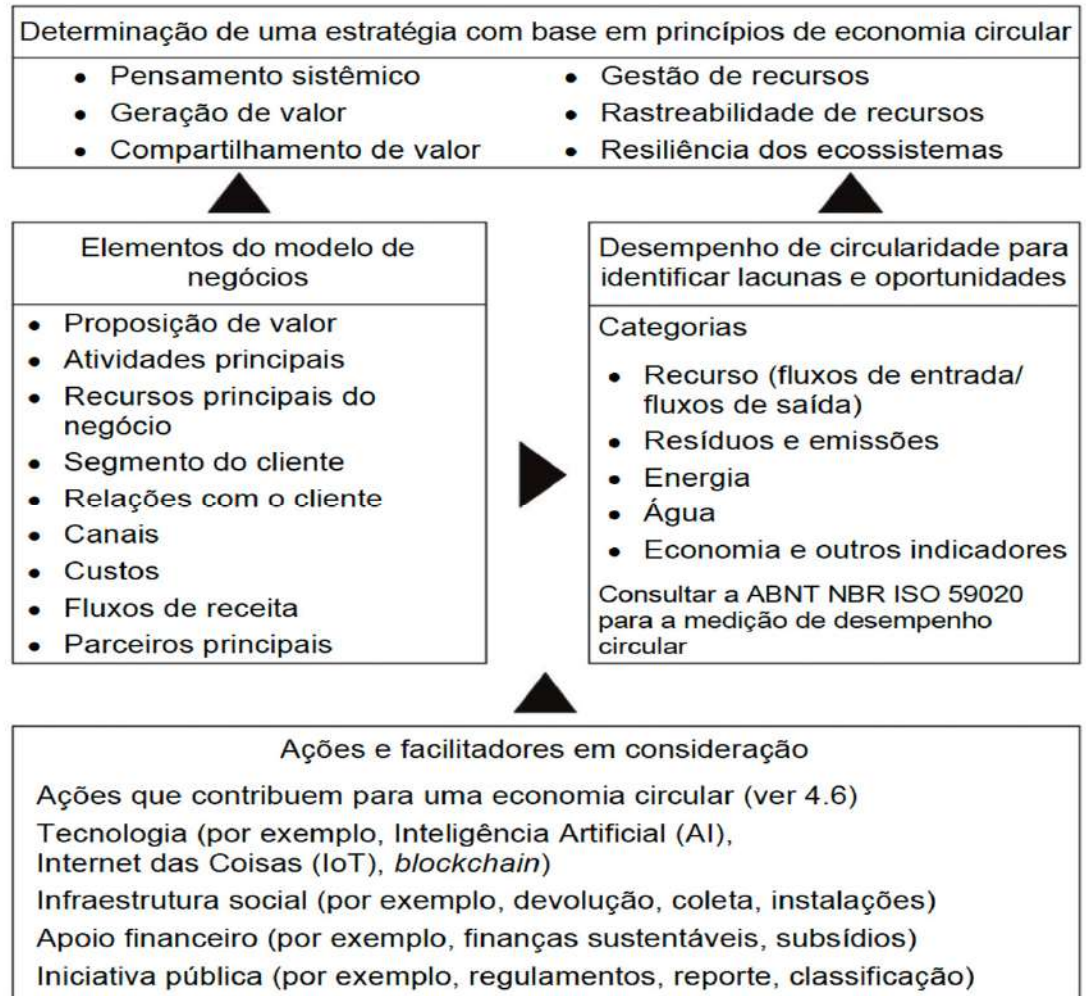 Determinação de uma estratégia com base em princípios de economia circular
• Pensamento sistêmico
• Geração de valor
• Compartilhamento de valor
• Gestão de recursos
• Rastreabilidade de recursos
• Resiliência dos ecossistemas
Elementos do modelo de
negócios
• Proposição de valor
• Atividades principais
• Recursos principais do
negócio
• Segmento do cliente
• Relações com o cliente
• Canais
• Custos
• Fluxos de receita
• Parceiros principais
Desempenho de circularidade para
identificar lacunas e oportunidades
Categorias
• Recurso (fluxos de entrada/
fluxos de saída)
• Resíduos e emissões
• Energia
• Água
• Economia e outros indicadores
Consultar a ABNT NBR ISO 59020
para a medição de desempenho
circular
Ações e facilitadores em consideração
Ações que contribuem para uma economia circular (ver 4.6)
Tecnologia (por exemplo, Inteligência Artificial (AI),
Internet das Coisas (IoT), blockchain)
Infraestrutura social (por exemplo, devolução, coleta, instalações)
Apoio financeiro (por exemplo, finanças sustentáveis, subsídios)
Iniciativa pública (por exemplo, regulamentos, reporte, classificação)